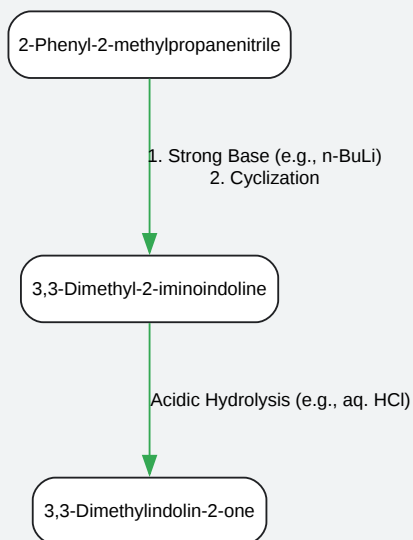 2-Phenyl-2-methylpropanenitrile
1. Strong Base (e.g., n-BuLi)
2. Cyclization
3,3-Dimethyl-2-iminoindoline
Acidic Hydrolysis (e.g., aq. HCl)
3,3-Dimethylindolin-2-one